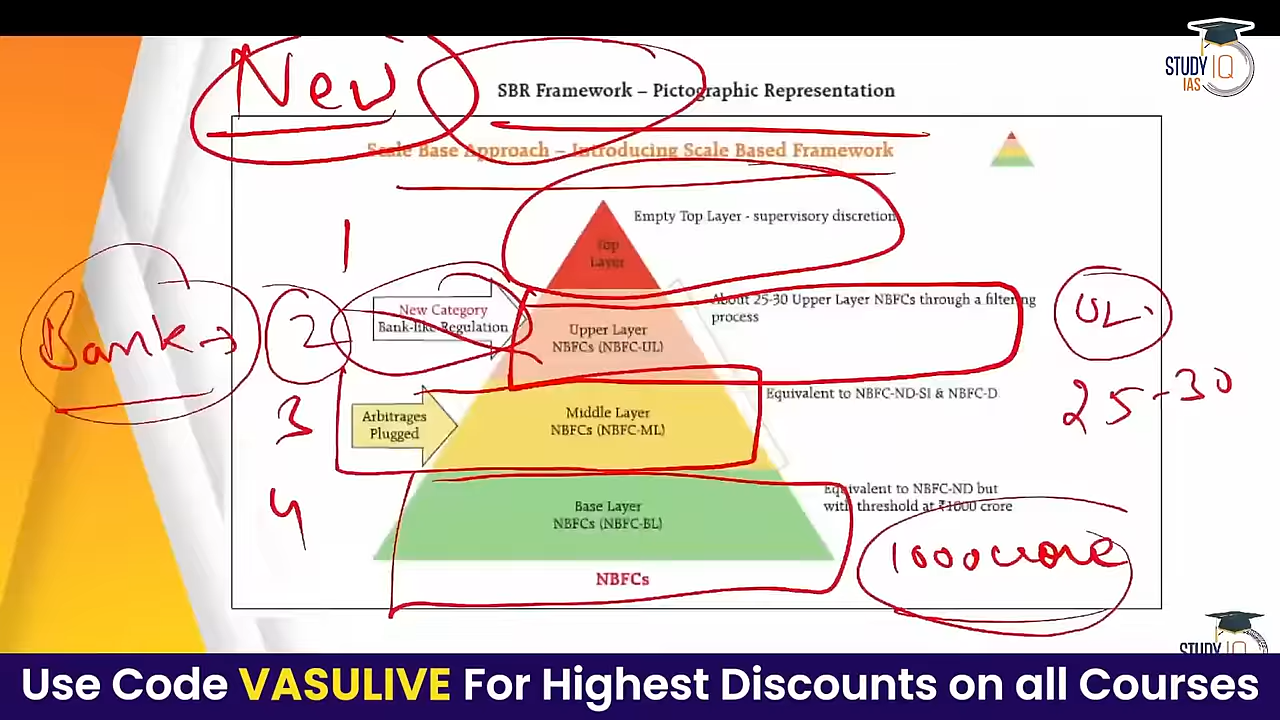 STUDY IQ
IAS
New
SBR Framework – Pictographic Representation
Scale Base Approach – Introducing Scale Based Framework
Empty Top Layer - supervisory discretion
Top
Layer
1
New Category
Bank-like Regulation
About 25-30 Upper Layer NBFCs through a filtering
process
UL
Bank
2
Upper Layer
NBFCs (NBFC-UL)
25-30
3
Arbitrages
Plugged
Middle Layer
NBFCs (NBFC-ML)
Equivalent to NBFC-ND-SI & NBFC-D
4
Base Layer
NBFCs (NBFC-BL)
Equivalent to NBFC-ND but
with threshold at ₹1000 crore
1000 crore
NBFCs
STUDY IQ
Use Code VASULIVE For Highest Discounts on all Courses